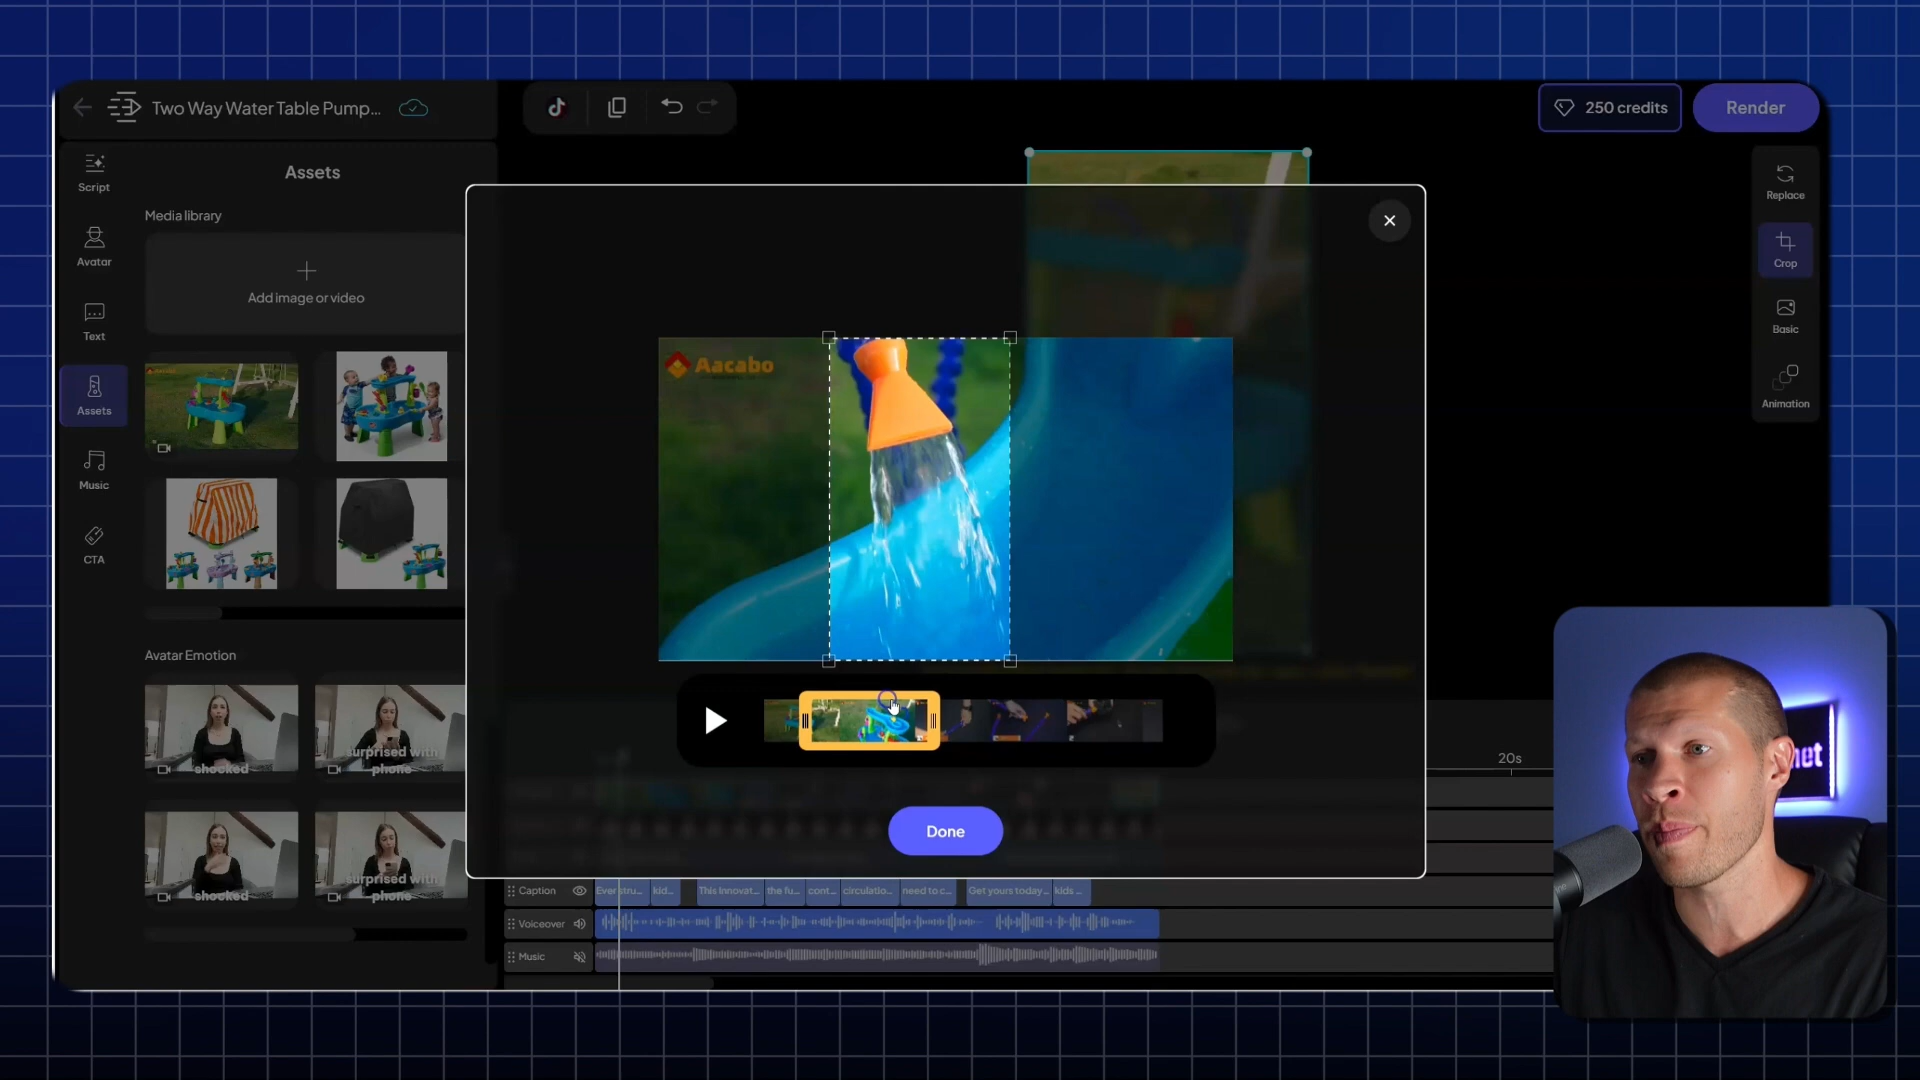 Two Way Water Table Pump...
250 credits
Render
Script
Avatar
Text
Assets
Music
CTA
Assets
Media library
Add image or video
Avatar Emotion
shocked
surprised with
phone
shocked
surprised with
phone
Aacabo
Done
Replace
Crop
Basic
Animation
20s
Caption
kid...
This Innovat...
the fu...
cont...
circulatio...
need to c...
Get yours today...
kids ...
Voiceover
Music
net